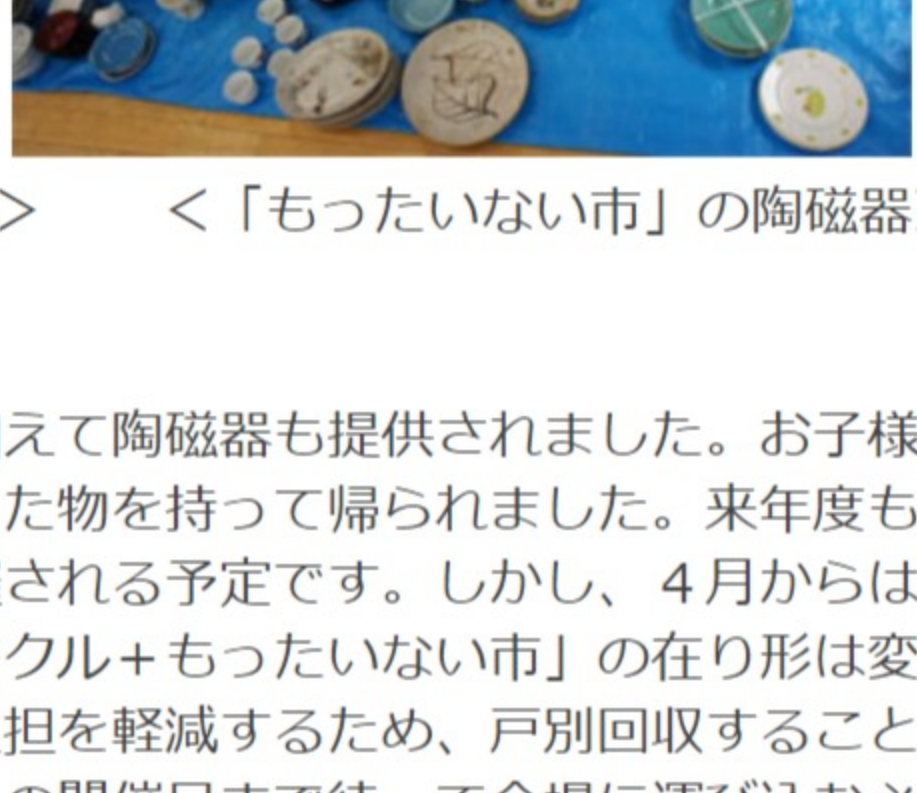 ＞　　＜「もったいない市」の陶磁器
えて陶磁器も提供されました。お子様
た物を持って帰られました。来年度も
される予定です。しかし、４月からは
クル＋もったいない市」の在り形は変
担を軽減するため、戸別回収すること